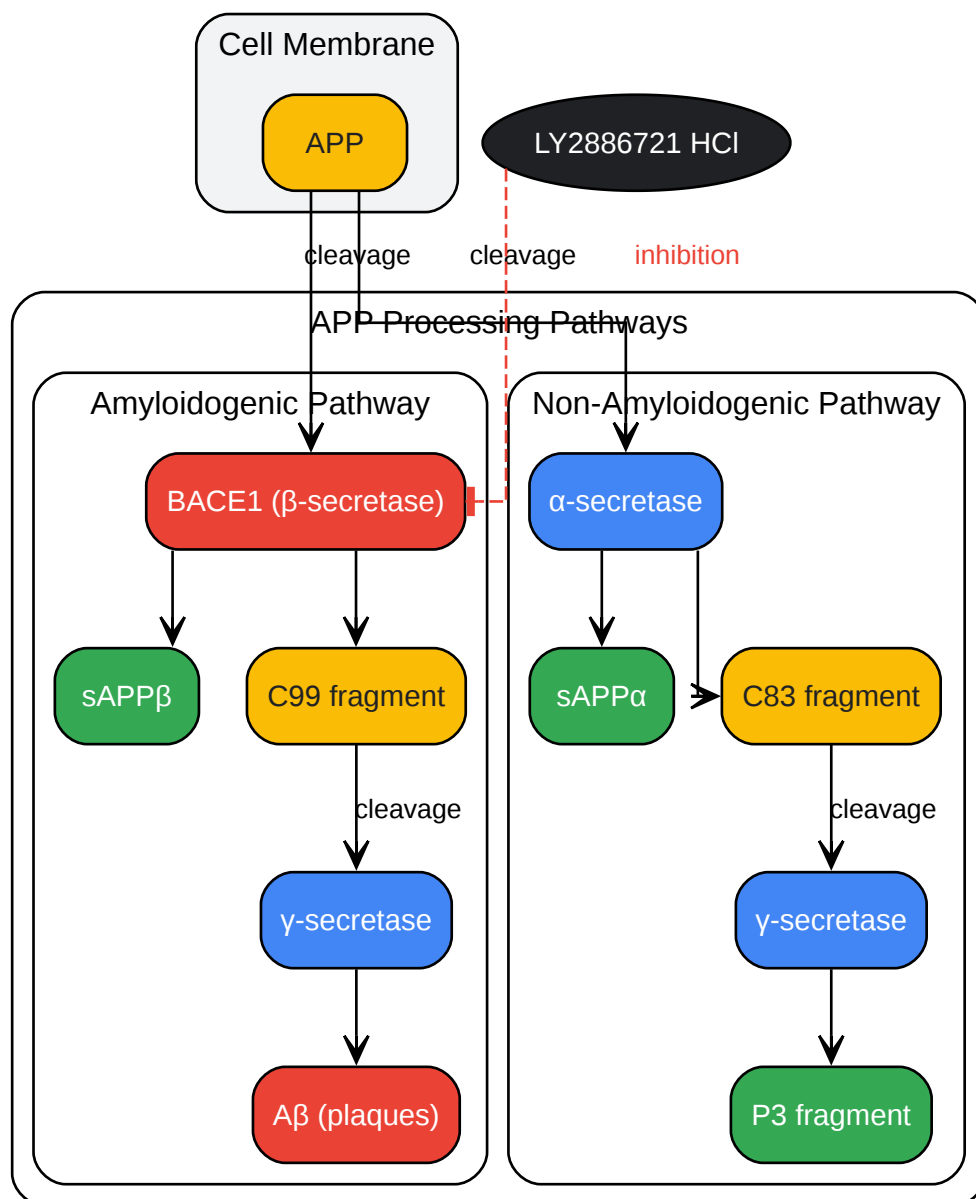 Cell Membrane
APP
LY2886721 HCl
cleavage
cleavage
inhibition
APP Processing Pathways
Amyloidogenic Pathway
Non-Amyloidogenic Pathway
BACE1 (β-secretase)
α-secretase
sAPPβ
C99 fragment
sAPPα
C83 fragment
cleavage
cleavage
γ-secretase
γ-secretase
Aβ (plaques)
P3 fragment